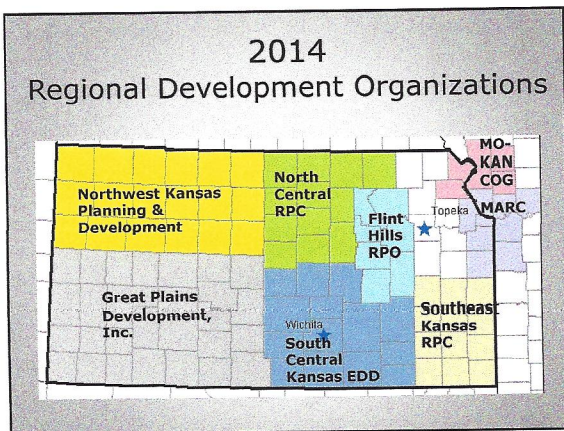 2014
Regional Development Organizations
MO-
KAN
COG
North
Central
RPC
Northwest Kansas
Planning &
Development
MARC
Topeka
Flint
Hills
RPO
Great Plains
Development,
Inc.
Southeast
Kansas
RPC
Wichita
South
Central
Kansas EDD